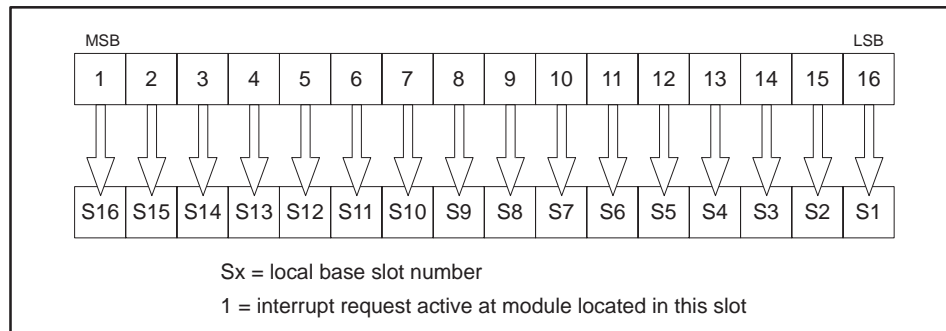 MSB LSB
1 2 3 4 5 6 7 8 9 10 11 12 13 14 15 16
S16 S15 S14 S13 S12 S11 S10 S9 S8 S7 S6 S5 S4 S3 S2 S1
Sx = local base slot number
1 = interrupt request active at module located in this slot